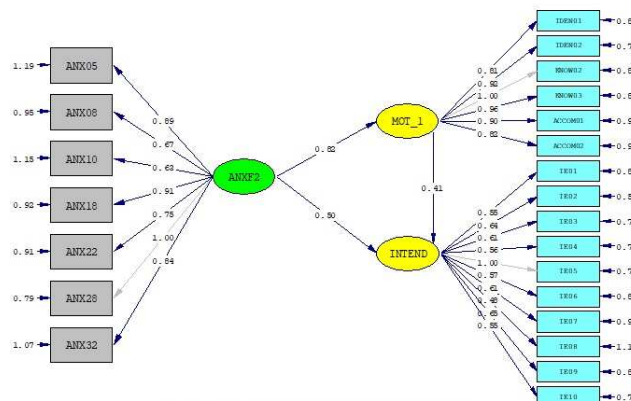 1.19 ANX05
0.95 ANX08
1.15 ANX10
0.92 ANX18
0.91 ANX22
0.79 ANX28
1.07 ANX32
0.89
0.67
0.63
0.91
0.75
1.00
0.84
ANXF2
0.82
0.50
MOT_1
0.41
INTEND
0.81
1.00
0.96
0.90
0.82
0.64
0.61
0.56
1.00
0.57
0.61
0.65
0.55
IDEN01
IDEN02
KNOW02
KNOW03
ACCOM01
ACCOM02
IE01
IE02
IE03
IE04
IE05
IE06
IE07
IE08
IE09
IE10